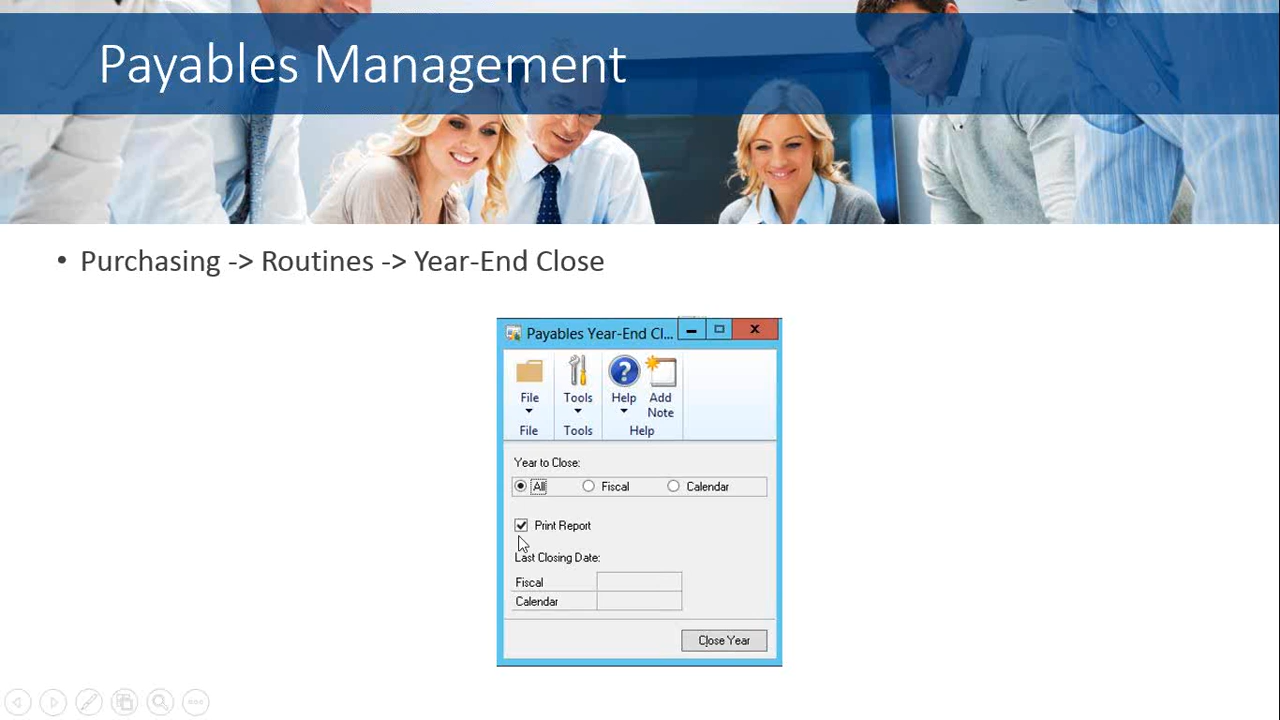 Payables Management
• Purchasing -> Routines -> Year-End Close
Payables Year-End Cl...
File
Tools
Help
Add Note
File
Tools
Help
Year to Close:
All
Fiscal
Calendar
Print Report
Last Closing Date:
Fiscal
Calendar
Close Year